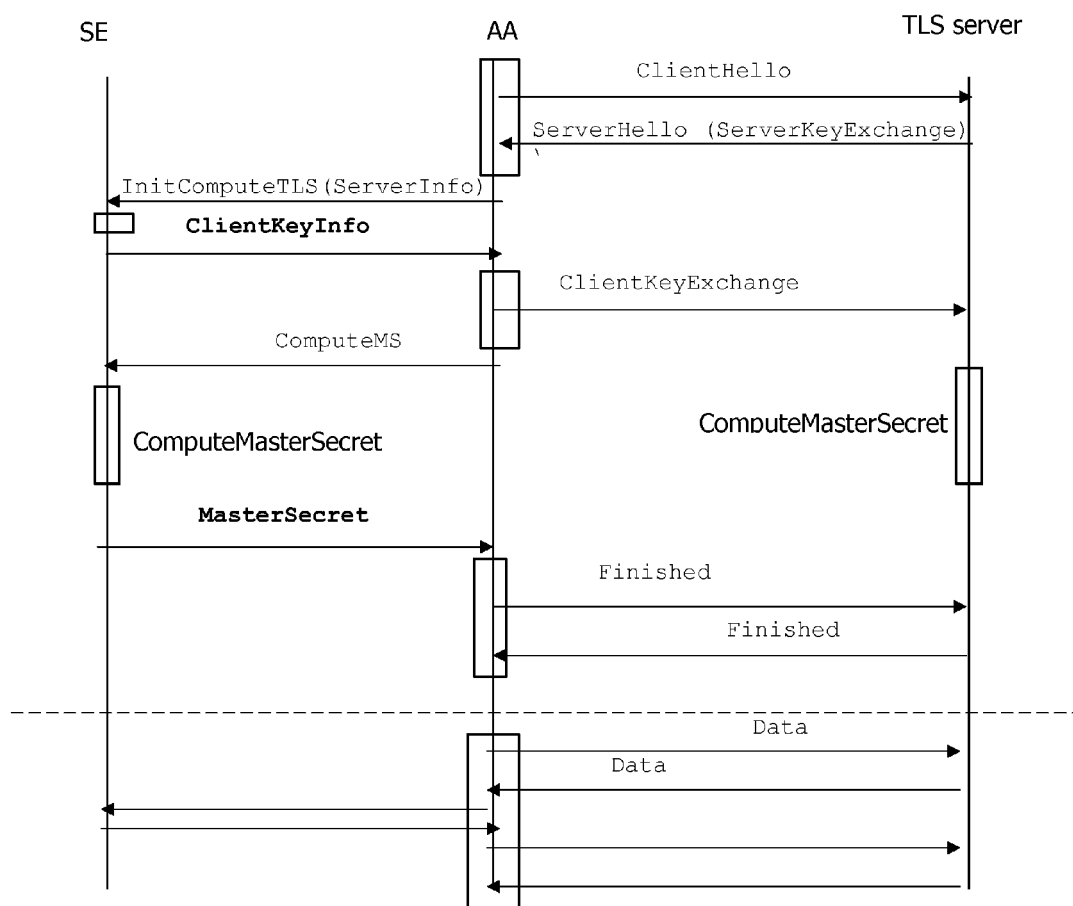 SE
AA
TLS server
ClientHello
ServerHello (ServerKeyExchange)
InitComputeTLS(ServerInfo)
ClientKeyInfo
ClientKeyExchange
ComputeMS
ComputeMasterSecret
ComputeMasterSecret
MasterSecret
Finished
Finished
Data
Data